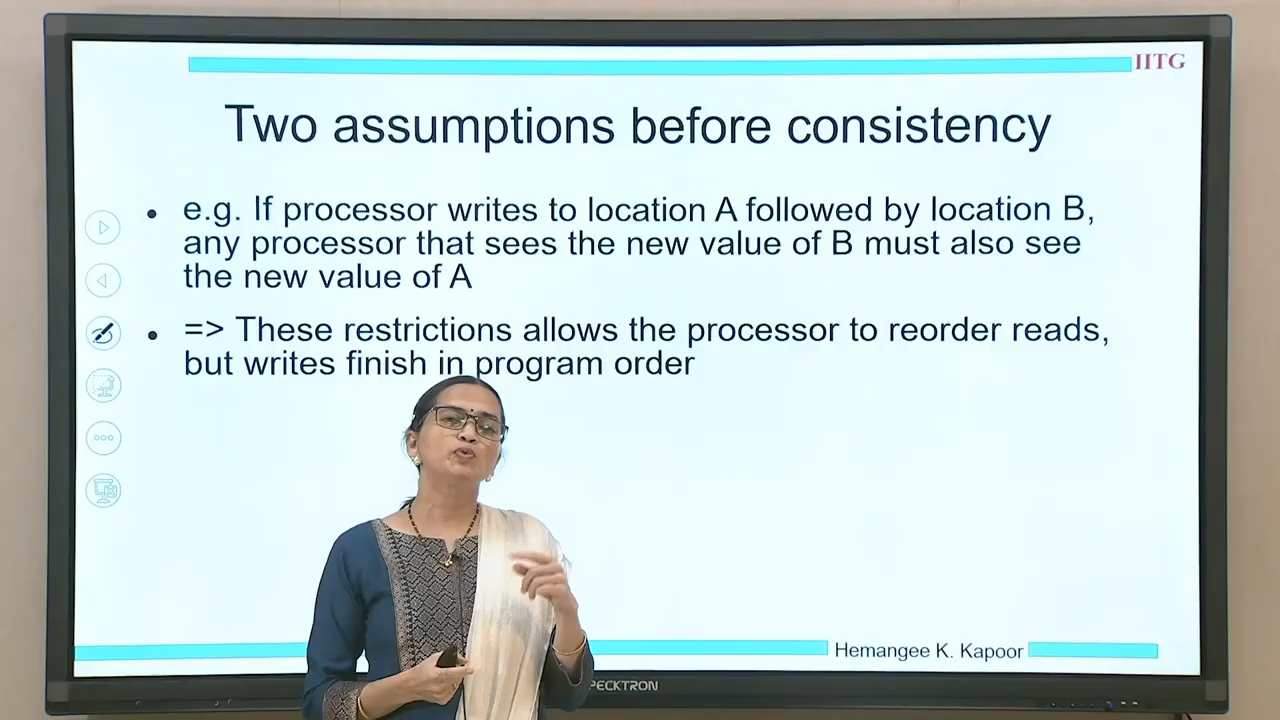 IITG
Two assumptions before consistency
• e.g. If processor writes to location A followed by location B,
any processor that sees the new value of B must also see
the new value of A
• => These restrictions allows the processor to reorder reads,
but writes finish in program order
Hemangee K. Kapoor
PECKTRON